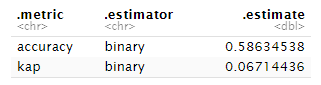 .metric .estimator .estimate
<chr> <chr> <dbl>
accuracy binary 0.58634538
kap binary 0.06714436